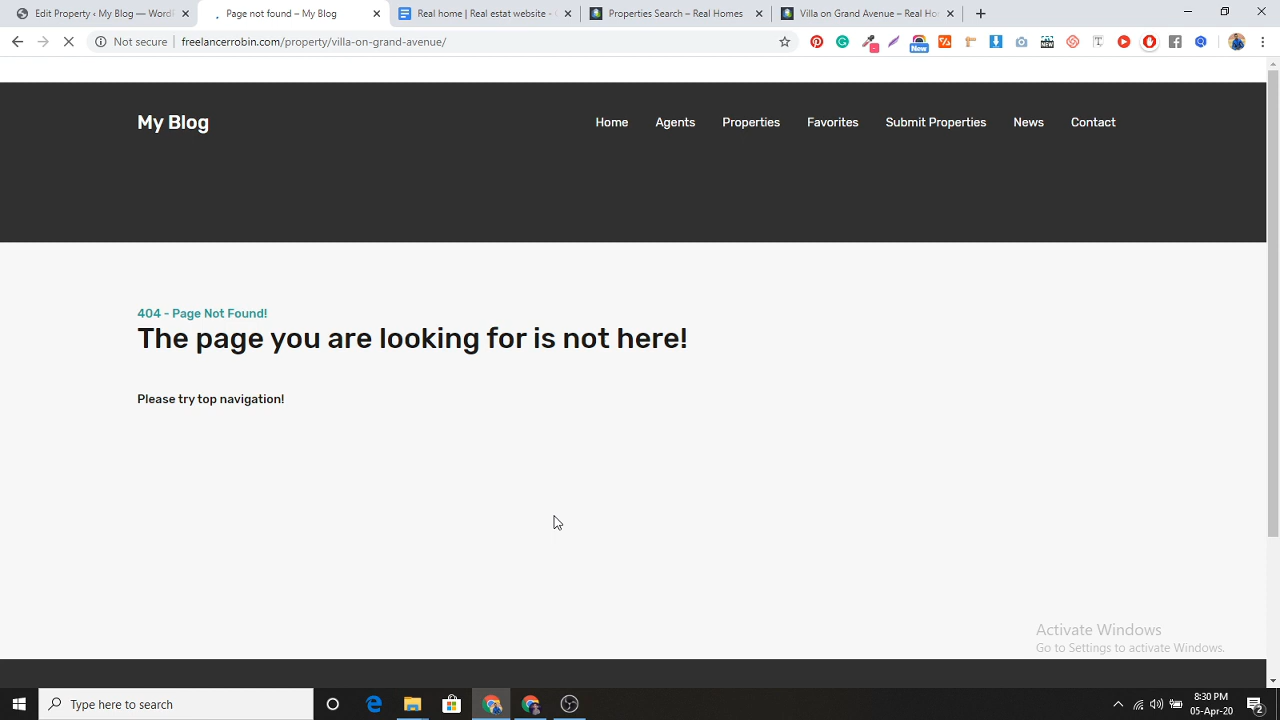 Edit Property ‹ My Blog — WordP
Page not found – My Blog
Real home | Real estat website -
Properties Search – Real Homes
Villa on Grand Avenue – Real Ho
Not secure
freelancerrobin.com/property/villa-on-grand-avenue/
New
NEW
My Blog
Home
Agents
Properties
Favorites
Submit Properties
News
Contact
404 - Page Not Found!
The page you are looking for is not here!
Please try top navigation!
Activate Windows
Go to Settings to activate Windows.
Type here to search
8:30 PM
05-Apr-20
2